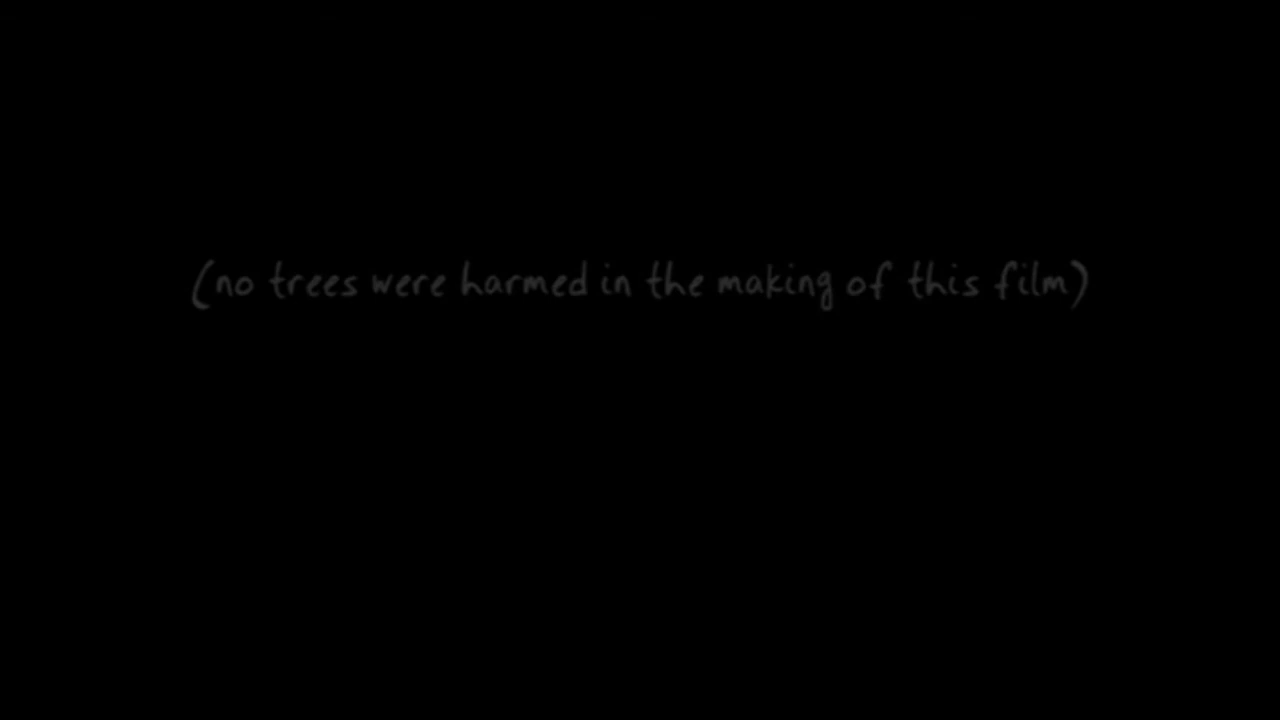 (no trees were harmed in the making of this film)